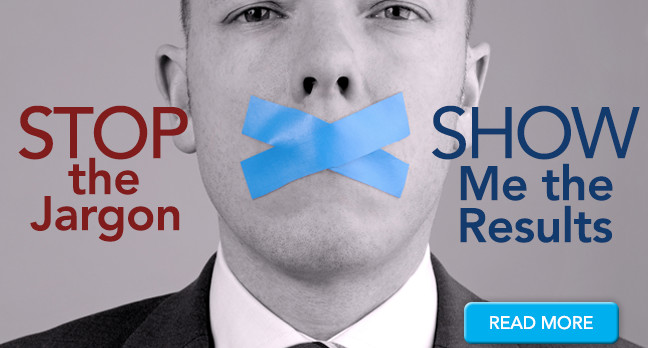 STOP
the
Jargon
SHOW
Me the
Results
READ MORE